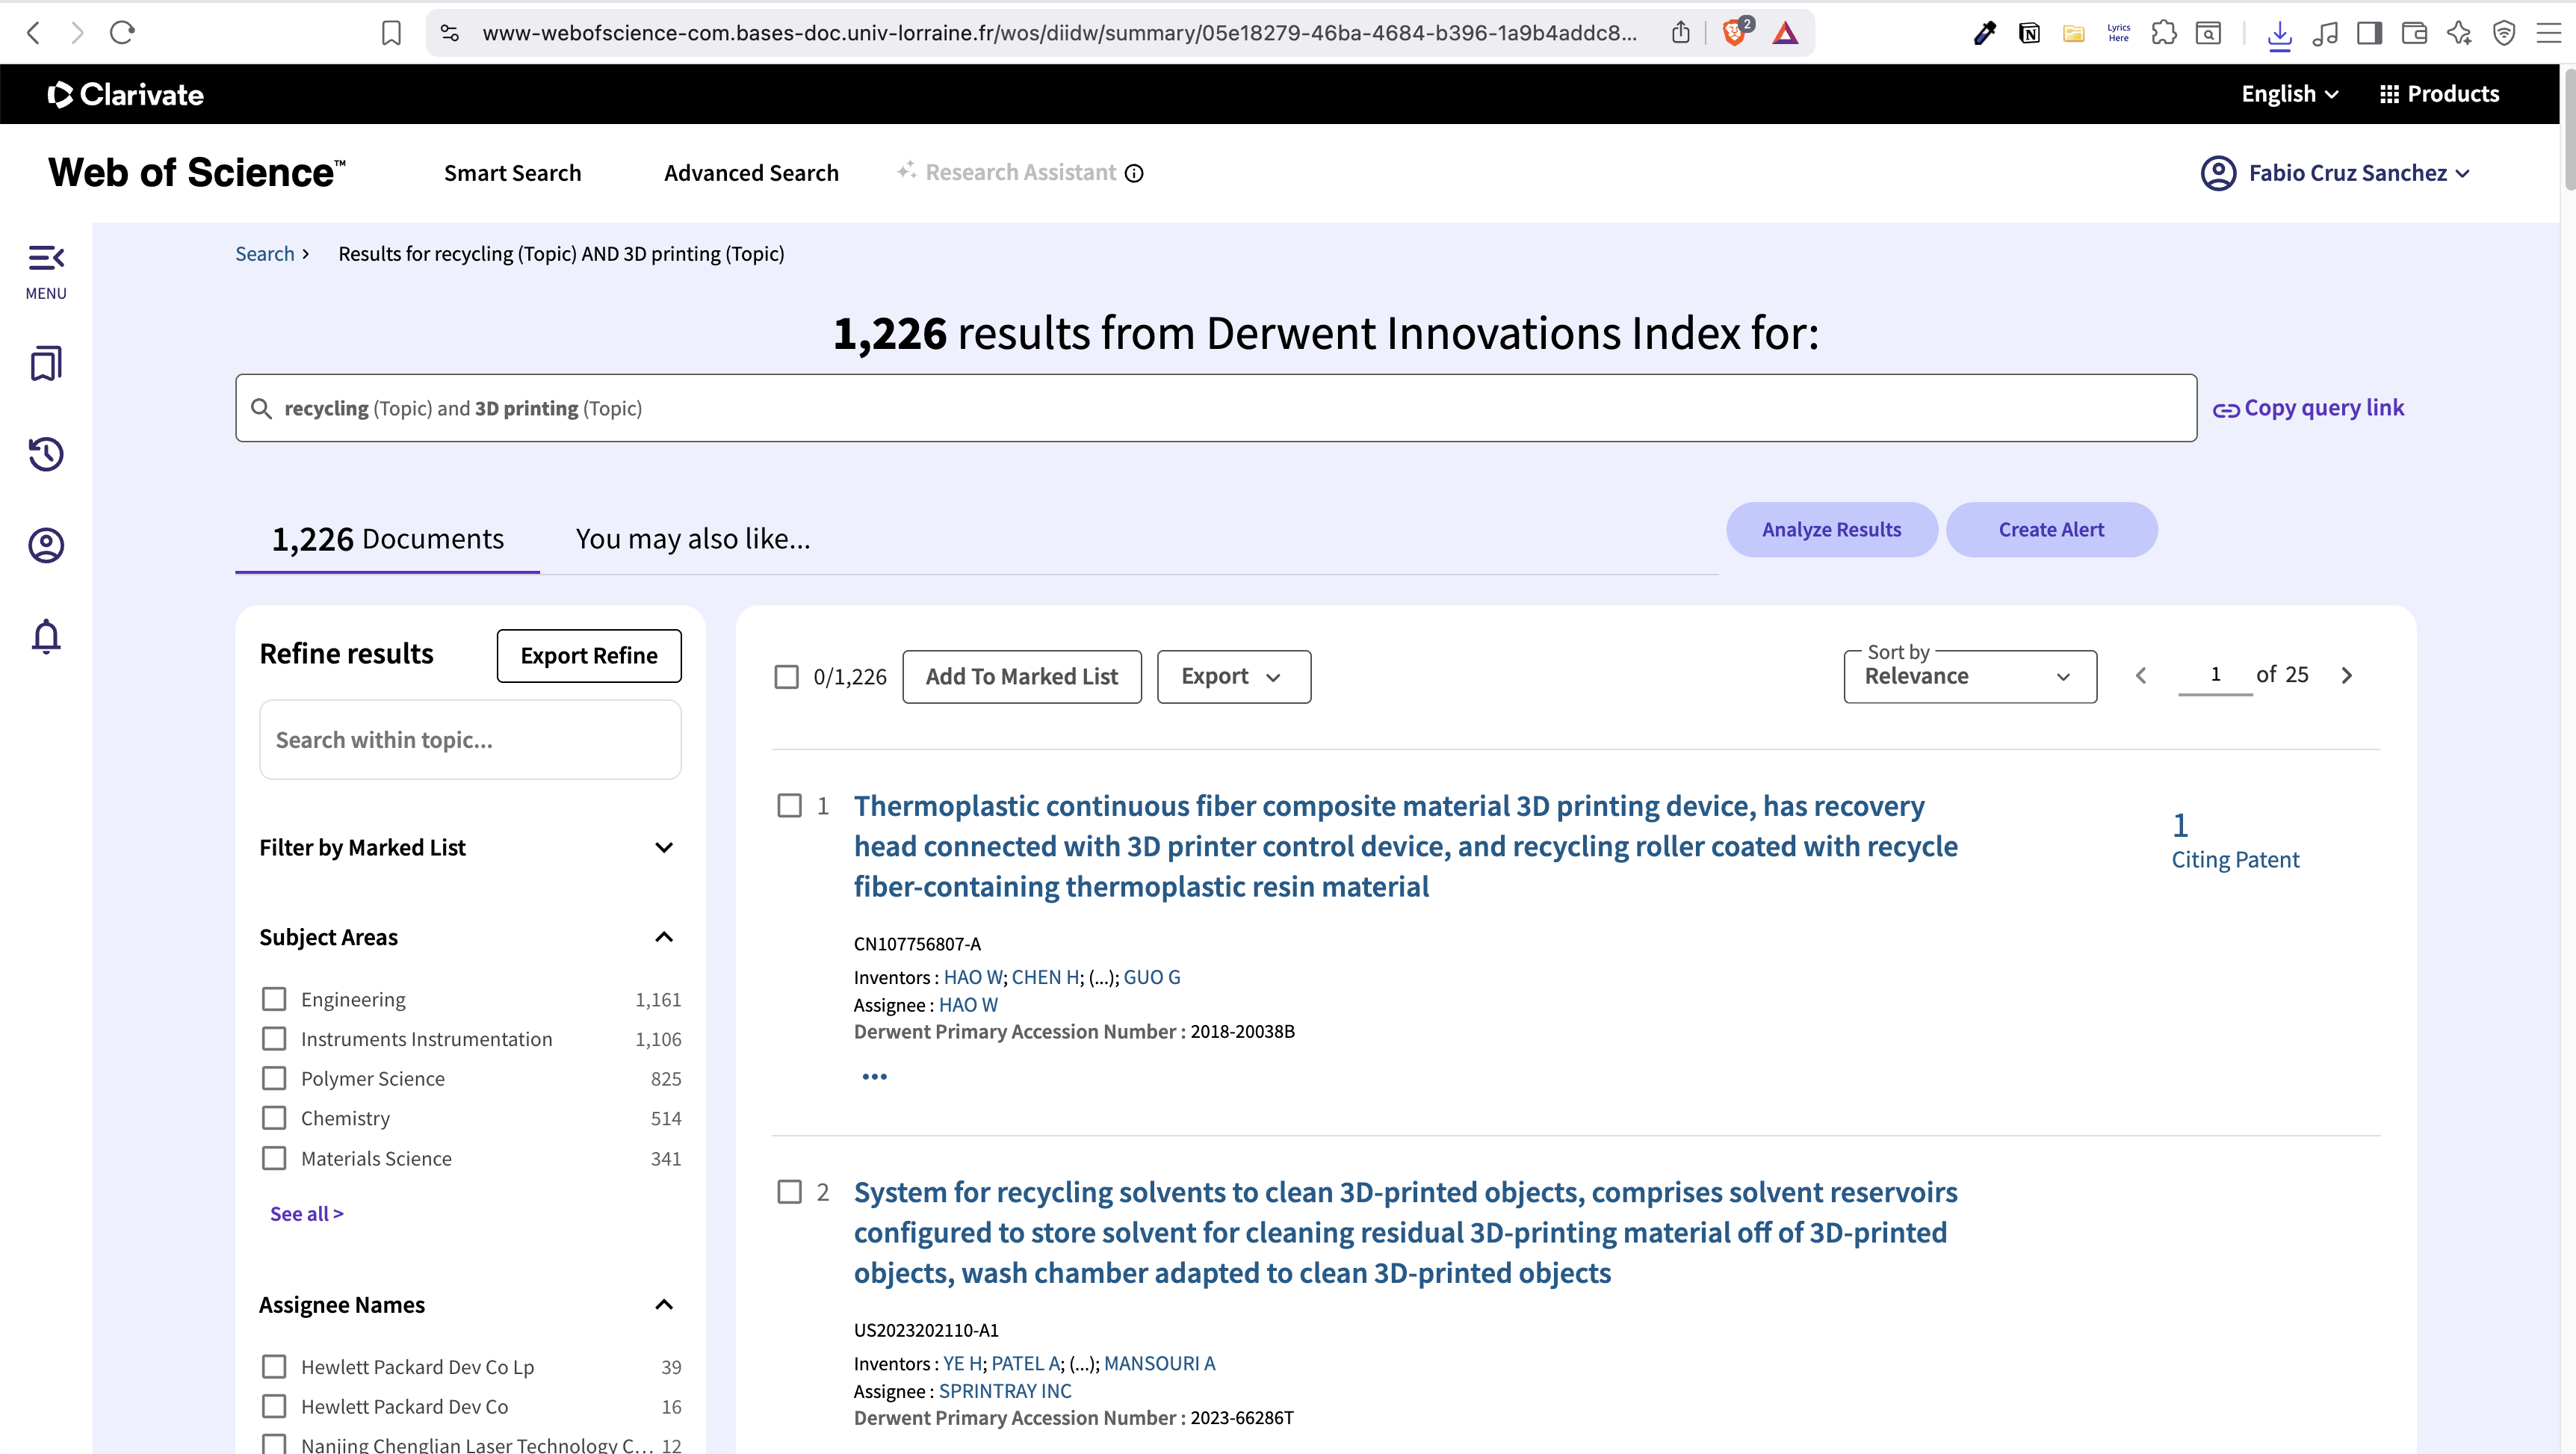 www-webofscience-com.bases-doc.univ-lorraine.fr/wos/diidw/summary/05e18279-46ba-4684-b396-1a9b4addc8...
2
Lyrics
Here
Clarivate
English
Products
Web of Science™
Smart Search
Advanced Search
Research Assistant
Fabio Cruz Sanchez
MENU
Search > Results for recycling (Topic) AND 3D printing (Topic)
1,226 results from Derwent Innovations Index for:
recycling (Topic) and 3D printing (Topic)
Copy query link
1,226 Documents
You may also like...
Analyze Results
Create Alert
Refine results
Export Refine
Search within topic...
Filter by Marked List
Subject Areas
Engineering 1,161
Instruments Instrumentation 1,106
Polymer Science 825
Chemistry 514
Materials Science 341
See all >
Assignee Names
Hewlett Packard Dev Co Lp 39
Hewlett Packard Dev Co 16
Nanjing Chenglian Laser Technology C... 12
0/1,226
Add To Marked List
Export
Sort by
Relevance
1 of 25
1 Thermoplastic continuous fiber composite material 3D printing device, has recovery
head connected with 3D printer control device, and recycling roller coated with recycle
fiber-containing thermoplastic resin material
1
Citing Patent
CN107756807-A
Inventors : HAO W; CHEN H; (...); GUO G
Assignee : HAO W
Derwent Primary Accession Number : 2018-20038B
2 System for recycling solvents to clean 3D-printed objects, comprises solvent reservoirs
configured to store solvent for cleaning residual 3D-printing material off of 3D-printed
objects, wash chamber adapted to clean 3D-printed objects
US2023202110-A1
Inventors : YE H; PATEL A; (...); MANSOURI A
Assignee : SPRINTRAY INC
Derwent Primary Accession Number : 2023-66286T